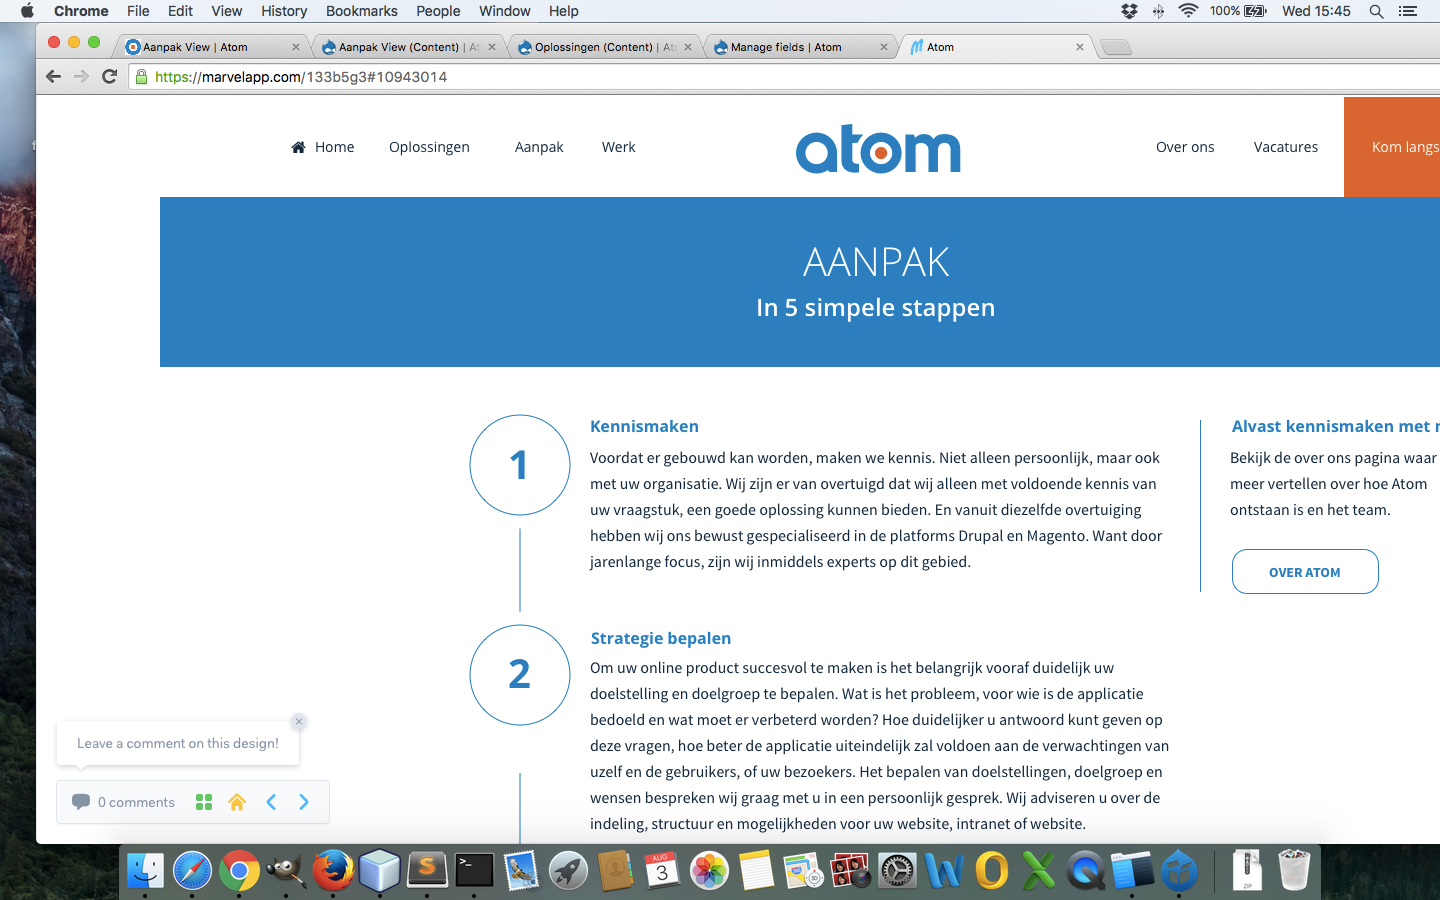 Chrome File Edit View History Bookmarks People Window Help 100% Wed 15:45
Aanpak View | Atom
Aanpak View (Content) | At
Oplossingen (Content) | Ato
Manage fields | Atom
Atom
https://marvelapp.com/133b5g3#10943014
Home Oplossingen Aanpak Werk
atom
Over ons Vacatures Kom langs
AANPAK
In 5 simpele stappen
1
Kennismaken
Voordat er gebouwd kan worden, maken we kennis. Niet alleen persoonlijk, maar ook
met uw organisatie. Wij zijn er van overtuigd dat wij alleen met voldoende kennis van
uw vraagstuk, een goede oplossing kunnen bieden. En vanuit diezelfde overtuiging
hebben wij ons bewust gespecialiseerd in de platforms Drupal en Magento. Want door
jarenlange focus, zijn wij inmiddels experts op dit gebied.
Alvast kennismaken met
Bekijk de over ons pagina waar
meer vertellen over hoe Atom
ontstaan is en het team.
OVER ATOM
2
Strategie bepalen
Om uw online product succesvol te maken is het belangrijk vooraf duidelijk uw
doelstelling en doelgroep te bepalen. Wat is het probleem, voor wie is de applicatie
bedoeld en wat moet er verbeterd worden? Hoe duidelijker u antwoord kunt geven op
deze vragen, hoe beter de applicatie uiteindelijk zal voldoen aan de verwachtingen van
uzelf en de gebruikers, of uw bezoekers. Het bepalen van doelstellingen, doelgroep en
wensen bespreken wij graag met u in een persoonlijk gesprek. Wij adviseren u over de
indeling, structuur en mogelijkheden voor uw website, intranet of website.
Leave a comment on this design!
0 comments
AUG
3
3D
ZIP